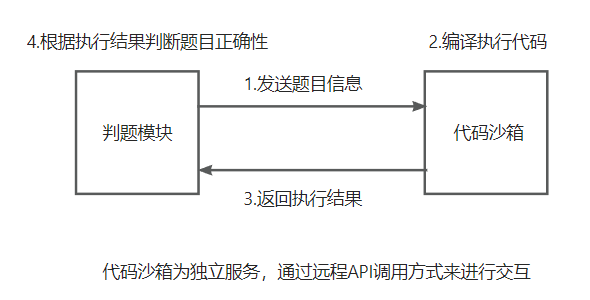 4.根据执行结果判断题目正确性
2.编译执行代码
1.发送题目信息
判题模块
代码沙箱
3.返回执行结果
代码沙箱为独立服务，通过远程API调用方式来进行交互